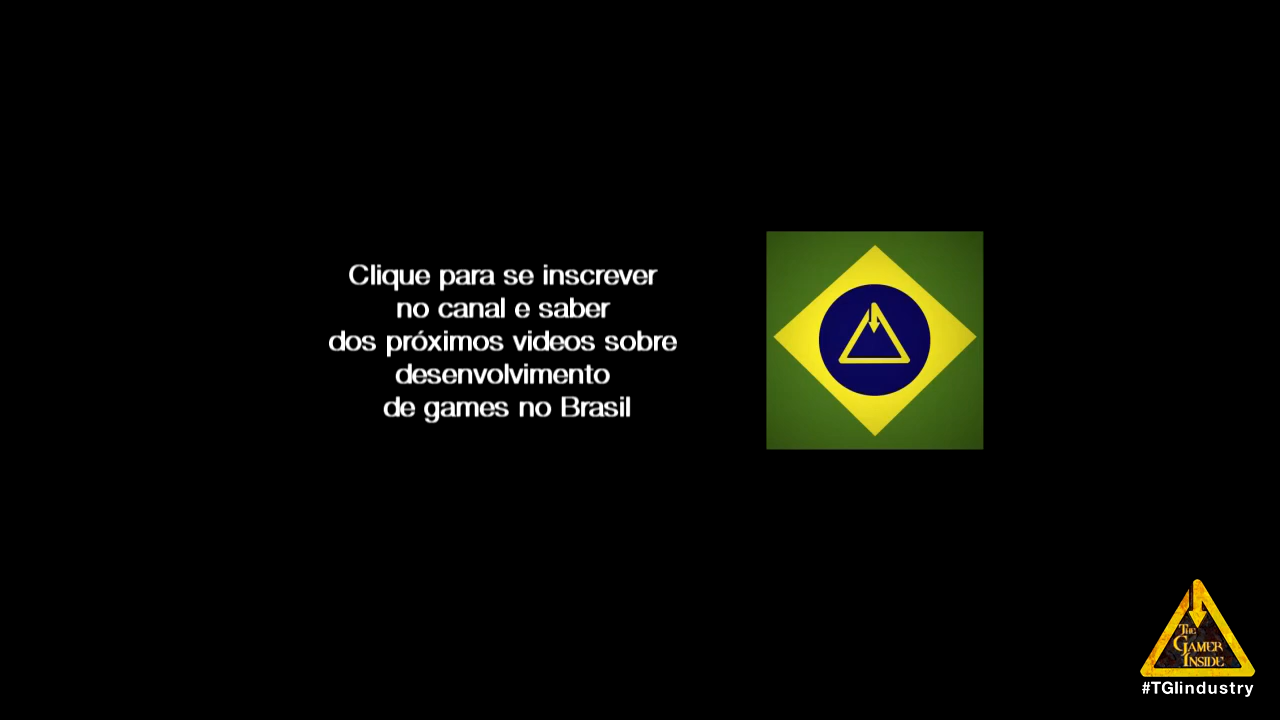 Clique para se inscrever
no canal e saber
dos próximos videos sobre
desenvolvimento
de games no Brasil
The
Gamer
Inside
#TGIindustry